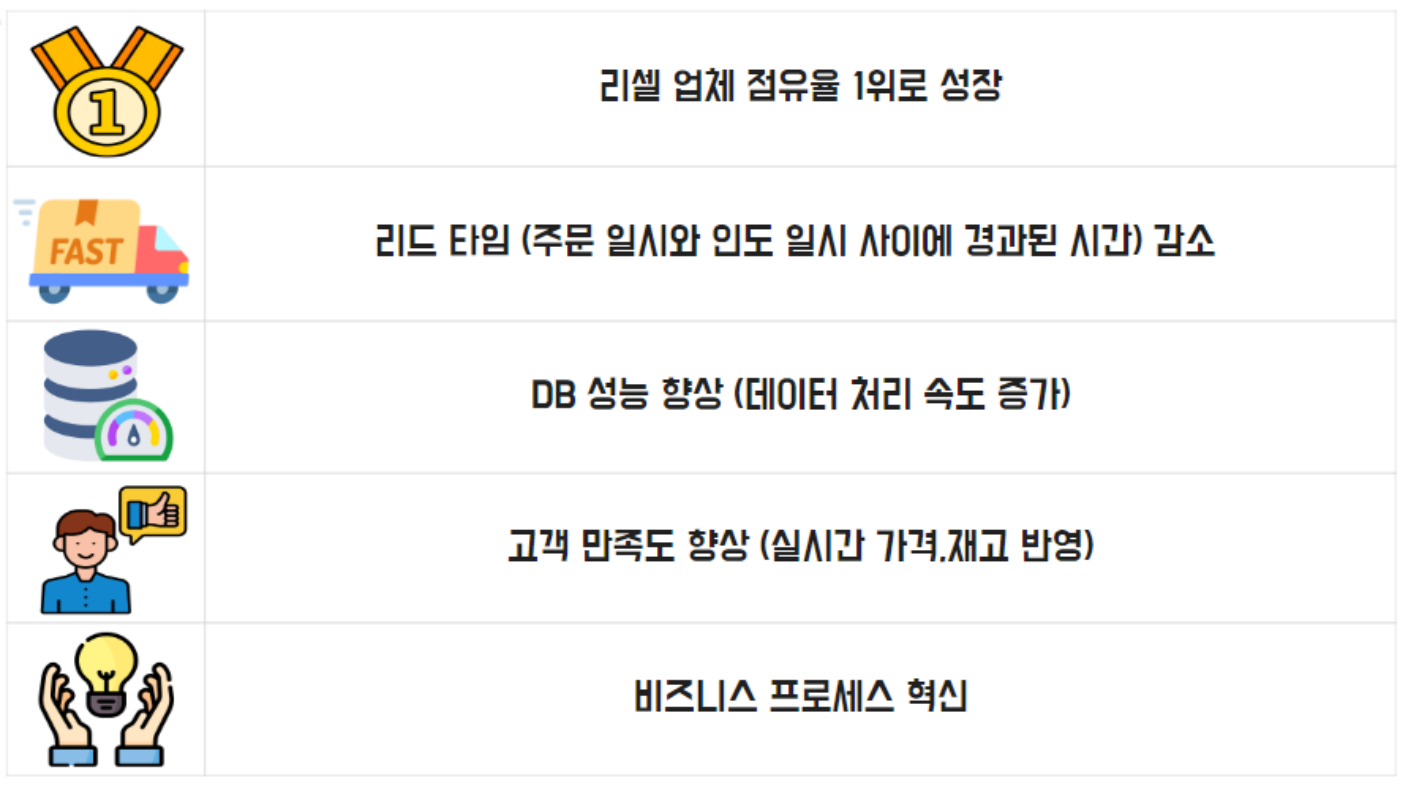 1
리셀 업체 점유율 1위로 성장
FAST
리드 타임 (주문 일시와 인도 일시 사이에 경과된 시간) 감소
DB 성능 향상 (데이터 처리 속도 증가)
고객 만족도 향상 (실시간 가격,재고 반영)
비즈니스 프로세스 혁신